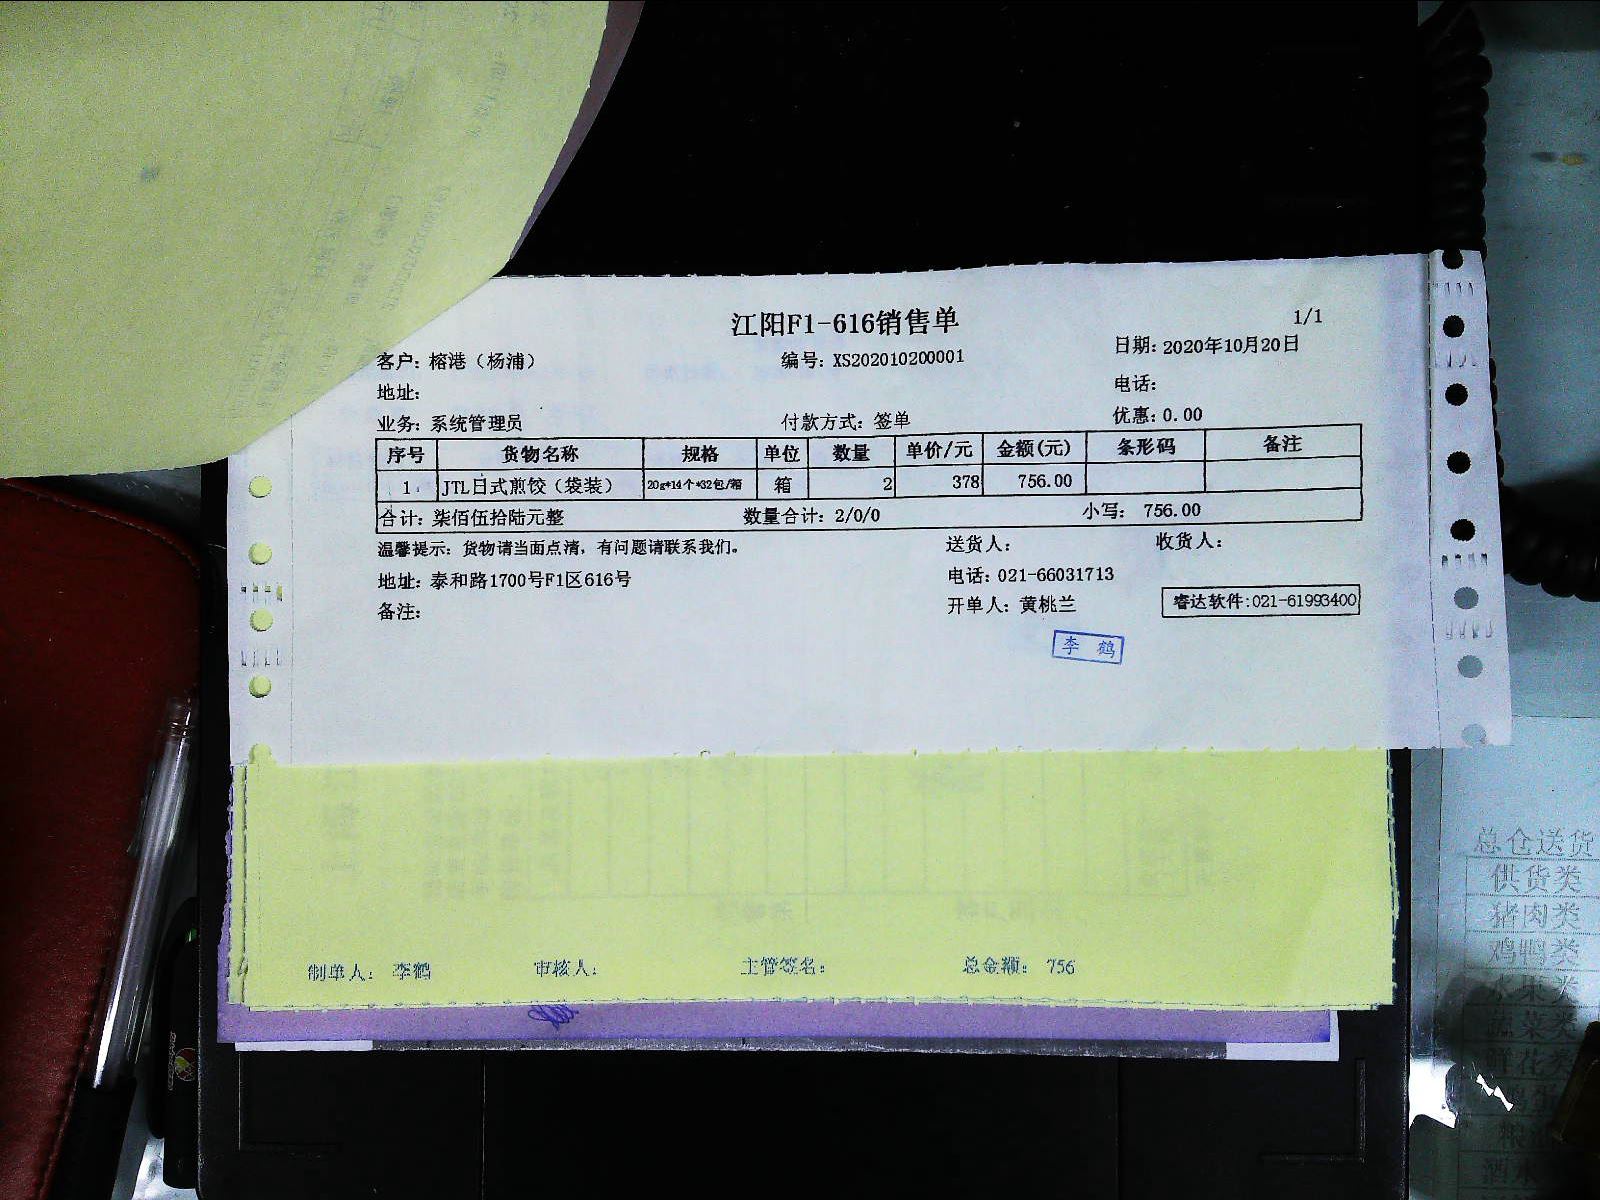 江阳F1-616销售单
1/1
客户: 榕港（杨浦）
编号: XS202010200001
日期: 2020年10月20日
地址:
电话:
业务: 系统管理员
付款方式: 签单
优惠: 0.00
序号 货物名称 规格 单位 数量 单价/元 金额(元) 条形码 备注
1 JTL日式煎饺（袋装） 20g*14个*32包/箱 箱 2 378 756.00
合计: 柒佰伍拾陆元整 数量合计: 2/0/0 小写: 756.00
温馨提示: 货物请当面点清，有问题请联系我们。
送货人:
收货人:
地址: 泰和路1700号F1区616号
电话: 021-66031713
备注:
开单人: 黄桃兰
睿达软件:021-61993400
李 鹤
制单人: 李鹤 审核人: 主管签名: 总金额: 756
总仓送货
供货类
猪肉类
鸡鸭类
水果类
蔬菜类
鲜花类